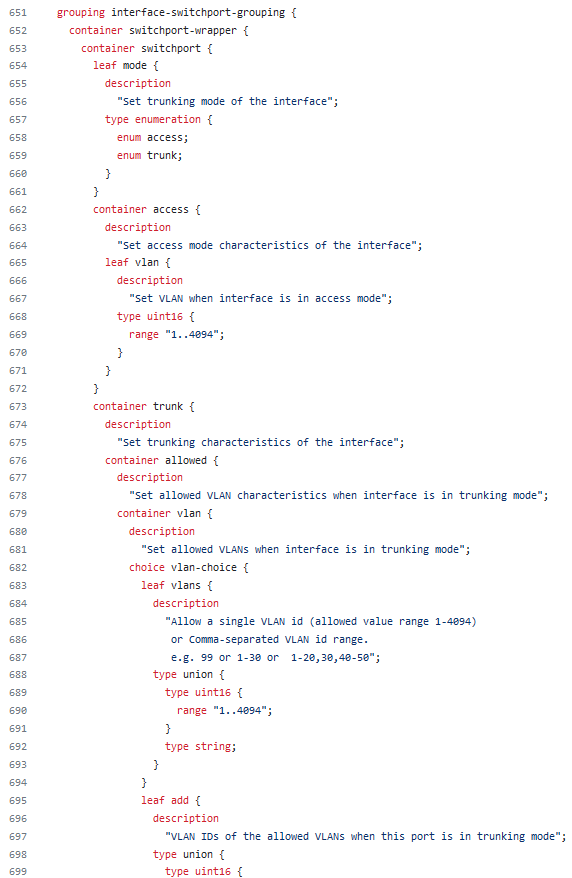 651 grouping interface-switchport-grouping {
652 container switchport-wrapper {
653 container switchport {
654 leaf mode {
655 description
656 "Set trunking mode of the interface";
657 type enumeration {
658 enum access;
659 enum trunk;
660 }
661 }
662 container access {
663 description
664 "Set access mode characteristics of the interface";
665 leaf vlan {
666 description
667 "Set VLAN when interface is in access mode";
668 type uint16 {
669 range "1..4094";
670 }
671 }
672 }
673 container trunk {
674 description
675 "Set trunking characteristics of the interface";
676 container allowed {
677 description
678 "Set allowed VLAN characteristics when interface is in trunking mode";
679 container vlan {
680 description
681 "Set allowed VLANs when interface is in trunking mode";
682 choice vlan-choice {
683 leaf vlans {
684 description
685 "Allow a single VLAN id (allowed value range 1-4094)
686 or Comma-separated VLAN id range.
687 e.g. 99 or 1-30 or  1-20,30,40-50";
688 type union {
689 type uint16 {
690 range "1..4094";
691 }
692 type string;
693 }
694 }
695 leaf add {
696 description
697 "VLAN IDs of the allowed VLANs when this port is in trunking mode";
698 type union {
699 type uint16 {